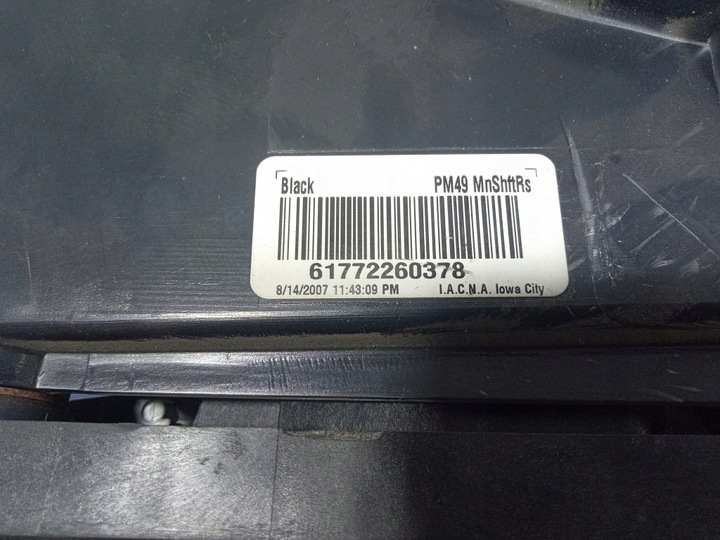 Black PM49 MnShftRs
61772260378
8/14/2007 11:43:09 PM I.A.C.N.A. Iowa City